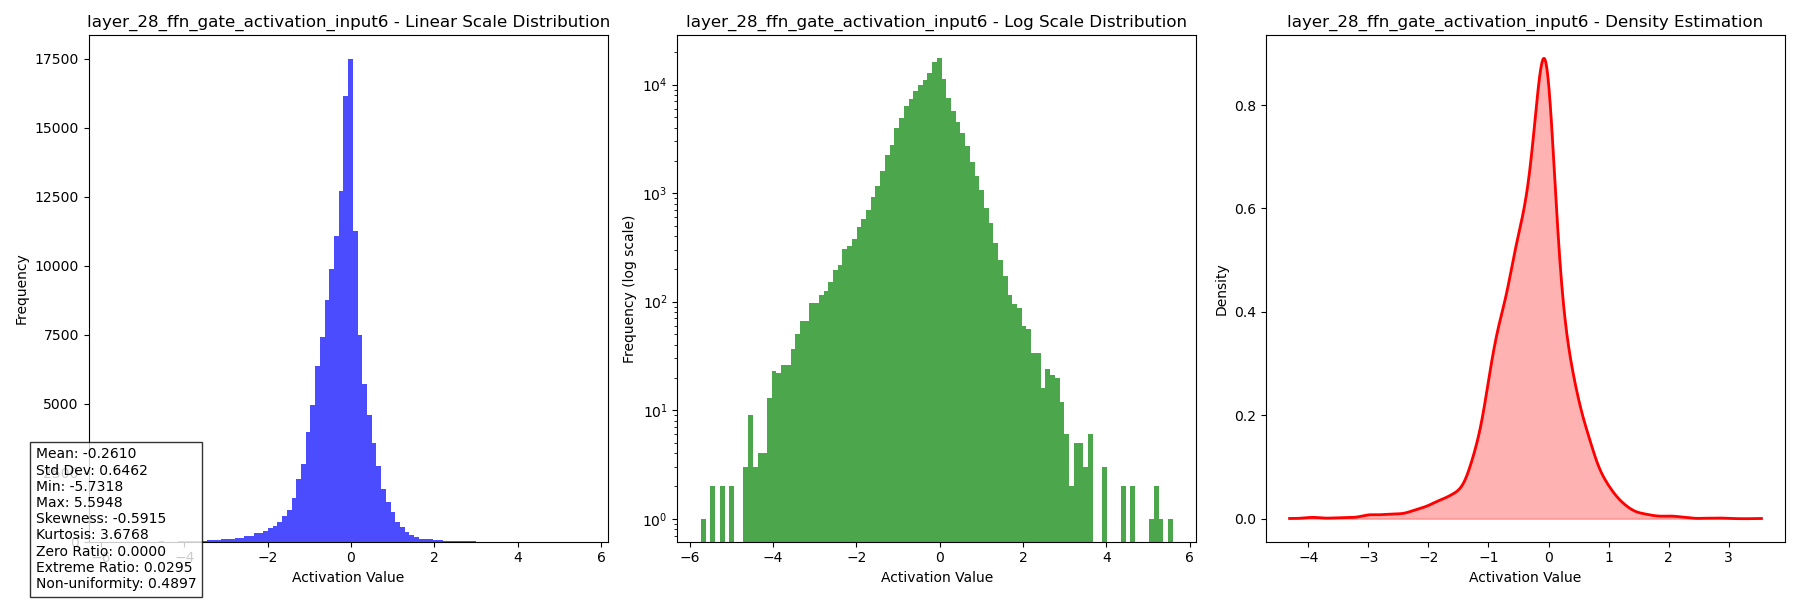 layer_28_ffn_gate_activation_input6 - Linear Scale Distribution
17500
15000
12500
10000
7500
5000
Frequency
−4
−2
0
2
4
6
Activation Value
Mean: -0.2610
Std Dev: 0.6462
Min: -5.7318
Max: 5.5948
Skewness: -0.5915
Kurtosis: 3.6768
Zero Ratio: 0.0000
Extreme Ratio: 0.0295
Non-uniformity: 0.4897
layer_28_ffn_gate_activation_input6 - Log Scale Distribution
10⁴
10³
10²
10¹
10⁰
Frequency (log scale)
−6
−4
−2
0
2
4
6
Activation Value
layer_28_ffn_gate_activation_input6 - Density Estimation
0.8
0.6
0.4
0.2
0.0
Density
−4
−3
−2
−1
0
1
2
3
Activation Value